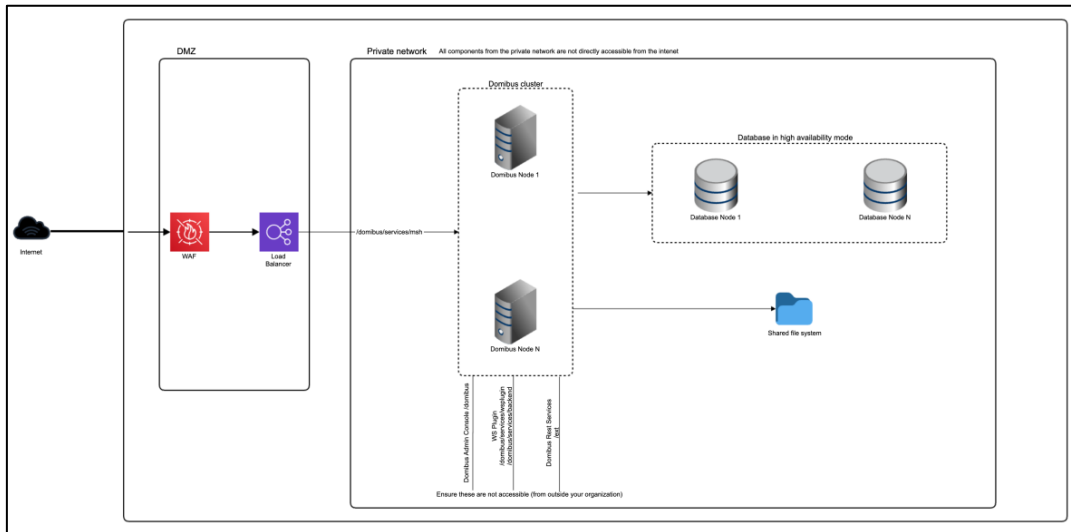 DMZ
Private network
All components from the private network are not directly accessible from the intenet
Domibus cluster
Domibus Node 1
Database in high availability mode
Database Node 1
Database Node N
Internet
WAF
Load
Balancer
/domibus/services/msh
Domibus Node N
Shared file system
Domibus Admin Console /domibus
WS Plugin
/domibus/services/wsplugin
/domibus/services/backend
Domibus Rest Services
/ext
Ensure these are not accessible (from outside your organization)